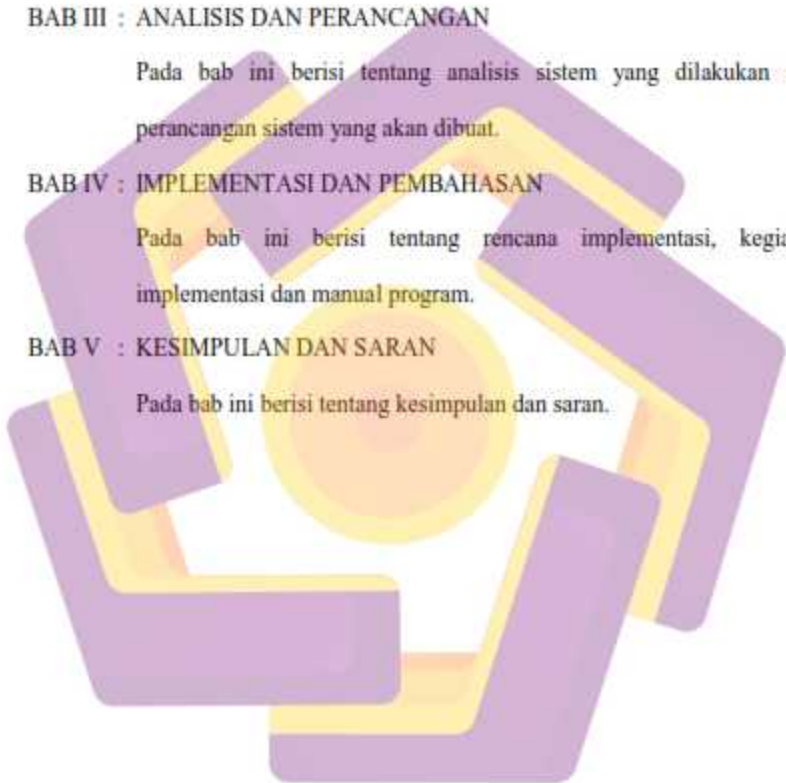 BAB III : ANALISIS DAN PERANCANGAN
Pada bab ini berisi tentang analisis sistem yang dilakukan
perancangan sistem yang akan dibuat.
BAB IV : IMPLEMENTASI DAN PEMBAHASAN
Pada bab ini berisi tentang rencana implementasi,
implementasi dan manual program.
BAB V : KESIMPULAN DAN SARAN
Pada bab ini berisi tentang kesimpulan dan saran.